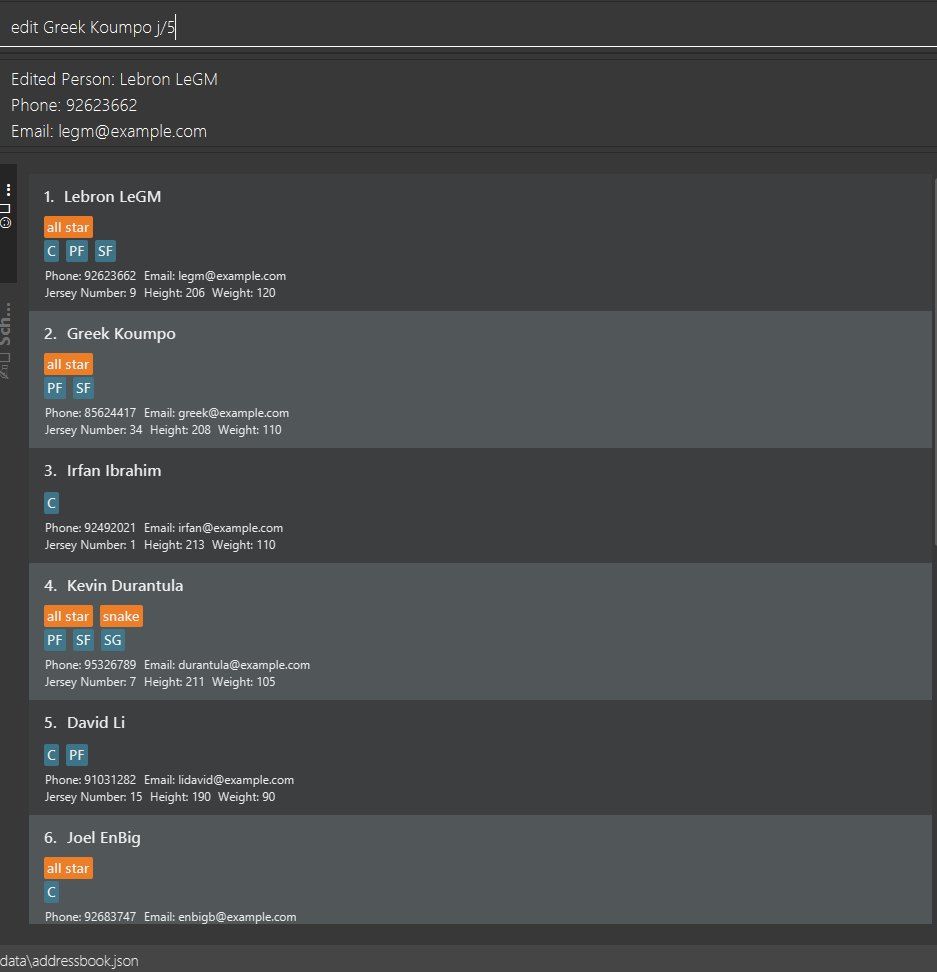 edit Greek Koumpo j/5
Edited Person: Lebron LeGM
Phone: 92623662
Email: legm@example.com
Sch...
1. Lebron LeGM
all star
C PF SF
Phone: 92623662 Email: legm@example.com
Jersey Number: 9 Height: 206 Weight: 120
2. Greek Koumpo
all star
PF SF
Phone: 85624417 Email: greek@example.com
Jersey Number: 34 Height: 208 Weight: 110
3. Irfan Ibrahim
C
Phone: 92492021 Email: irfan@example.com
Jersey Number: 1 Height: 213 Weight: 110
4. Kevin Durantula
all star snake
PF SF SG
Phone: 95326789 Email: durantula@example.com
Jersey Number: 7 Height: 211 Weight: 105
5. David Li
C PF
Phone: 91031282 Email: lidavid@example.com
Jersey Number: 15 Height: 190 Weight: 90
6. Joel EnBig
all star
C
Phone: 92683747 Email: enbigb@example.com
data\addressbook.json